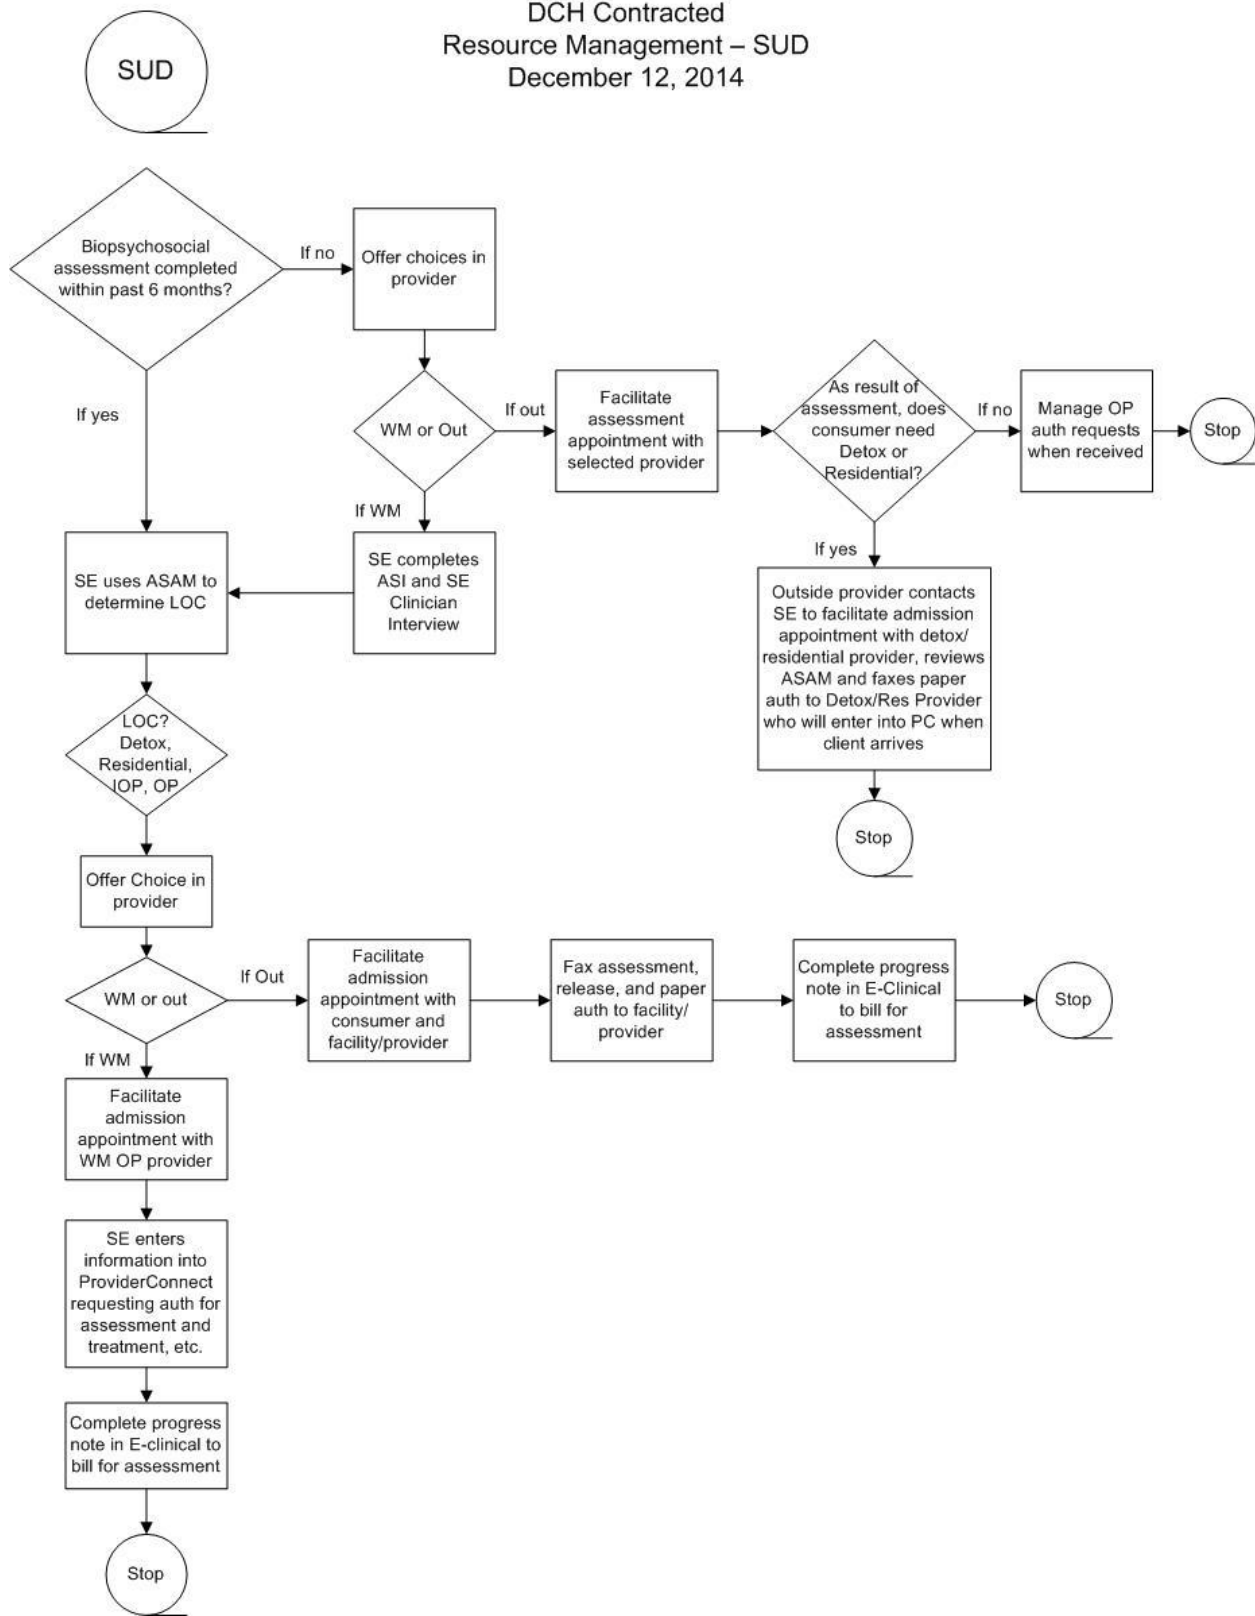 DCH Contracted
Resource Management – SUD
December 12, 2014
SUD
Biopsychosocial
assessment completed
within past 6 months?
If no
Offer choices in
provider
If yes
WM or Out
If out
Facilitate
assessment
appointment with
selected provider
As result of
assessment, does
consumer need
Detox or
Residential?
If no
Manage OP
auth requests
when received
Stop
If WM
SE uses ASAM to
determine LOC
SE completes
ASI and SE
Clinician
Interview
If yes
Outside provider contacts
SE to facilitate admission
appointment with detox/
residential provider, reviews
ASAM and faxes paper
auth to Detox/Res Provider
who will enter into PC when
client arrives
Stop
LOC?
Detox,
Residential,
IOP, OP
Offer Choice in
provider
WM or out
If Out
Facilitate
admission
appointment with
consumer and
facility/provider
Fax assessment,
release, and paper
auth to facility/
provider
Complete progress
note in E-Clinical
to bill for
assessment
Stop
If WM
Facilitate
admission
appointment with
WM OP provider
SE enters
information into
ProviderConnect
requesting auth for
assessment and
treatment, etc.
Complete progress
note in E-clinical to
bill for assessment
Stop